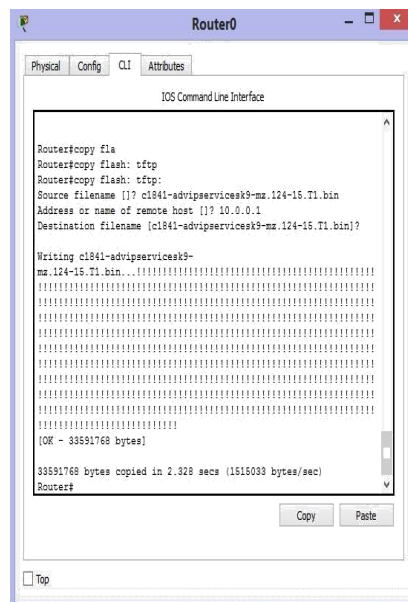 Router0
Physical Config CLI Attributes
IOS Command Line Interface
Router#copy fla
Router#copy flash: tftp
Router#copy flash: tftp:
Source filename []? c1841-advipservicesk9-mz.124-15.T1.bin
Address or name of remote host []? 10.0.0.1
Destination filename [c1841-advipservicesk9-mz.124-15.T1.bin]?
Writing c1841-advipservicesk9-
mz.124-15.T1.bin...!!!!!!!!!!!!!!!!!!!!!!!!!!!!!!!!!!!!!!!!!!!!!!
!!!!!!!!!!!!!!!!!!!!!!!!!!!!!!!!!!!!!!!!!!!!!!!!!!!!!!!!!!!!!!!!!
!!!!!!!!!!!!!!!!!!!!!!!!!!!!!!!!!!!!!!!!!!!!!!!!!!!!!!!!!!!!!!!!!
!!!!!!!!!!!!!!!!!!!!!!!!!!!!!!!!!!!!!!!!!!!!!!!!!!!!!!!!!!!!!!!!!
!!!!!!!!!!!!!!!!!!!!!!!!!!!!!!!!!!!!!!!!!!!!!!!!!!!!!!!!!!!!!!!!!
!!!!!!!!!!!!!!!!!!!!!!!!!!!!!!!!!!!!!!!!!!!!!!!!!!!!!!!!!!!!!!!!!
!!!!!!!!!!!!!!!!!!!!!!!!!!!!!!!!!!!!!!!!!!!!!!!!!!!!!!!!!!!!!!!!!
!!!!!!!!!!!!!!!!!!!!!!!!!!!!!!!!!!!!!!!!!!!!!!!!!!!!!!!!!!!!!!!!!
!!!!!!!!!!!!!!!!!!!!!!!!!!!!!!!!!!!!!!!!!!!!!!!!!!!!!!!!!!!!!!!!!
!!!!!!!!!!!!!!!!!!!!!!!!!!!!!!!!!!!!!!!!!!!!!!!!!!!!!!!!!!!!!!!!!
!!!!!!!!!!!!!!!!!!!!!!!!!!!
[OK - 33591768 bytes]
33591768 bytes copied in 2.328 secs (1515033 bytes/sec)
Router#
Copy Paste
Top